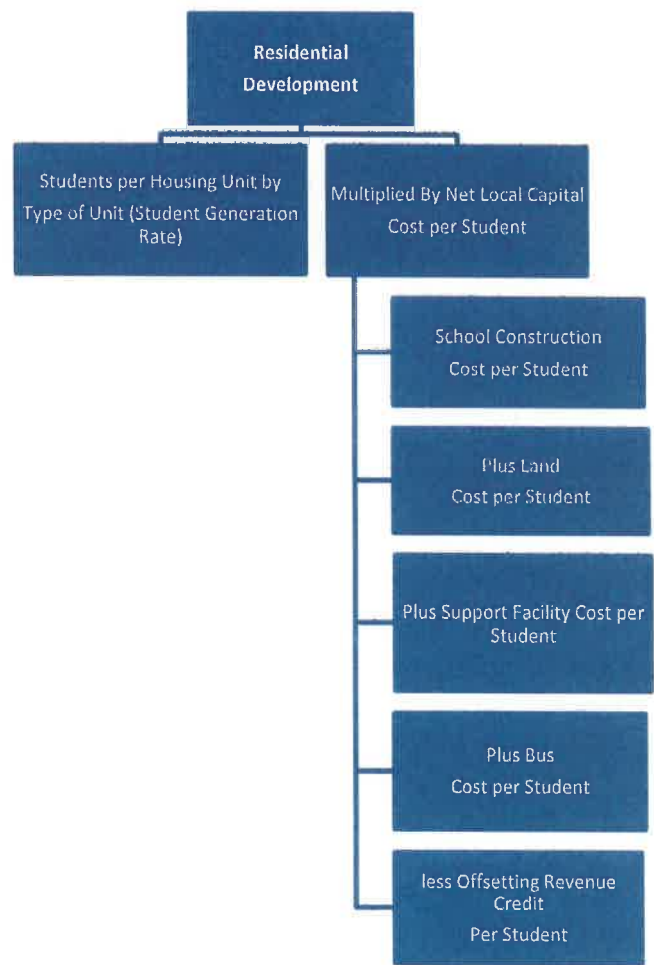 Residential
Development
Students per Housing Unit by
Type of Unit (Student Generation
Rate)
Multiplied By Net Local Capital
Cost per Student
School Construction
Cost per Student
Plus Land
Cost per Student
Plus Support Facility Cost per
Student
Plus Bus
Cost per Student
less Offsetting Revenue
Credit
Per Student